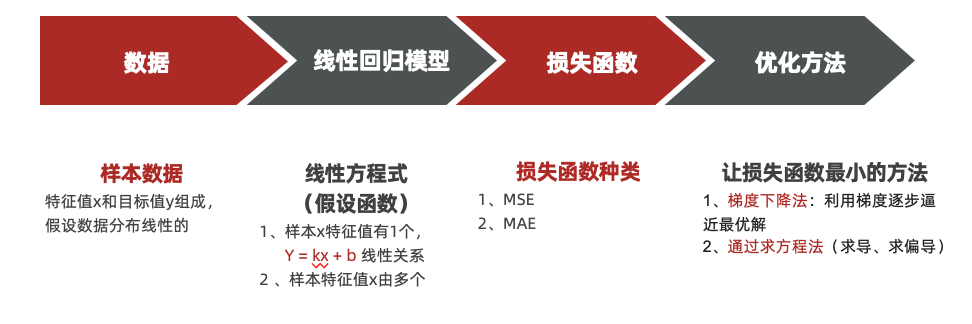 数据
线性回归模型
损失函数
优化方法
样本数据
特征值x和目标值y组成，
假设数据分布线性的
线性方程式
（假设函数）
1、样本x特征值有1个，
Y = kx + b 线性关系
2 、样本特征值x由多个
损失函数种类
1、MSE
2、MAE
让损失函数最小的方法
1、梯度下降法：利用梯度逐步逼
近最优解
2、通过求方程法（求导、求偏导）